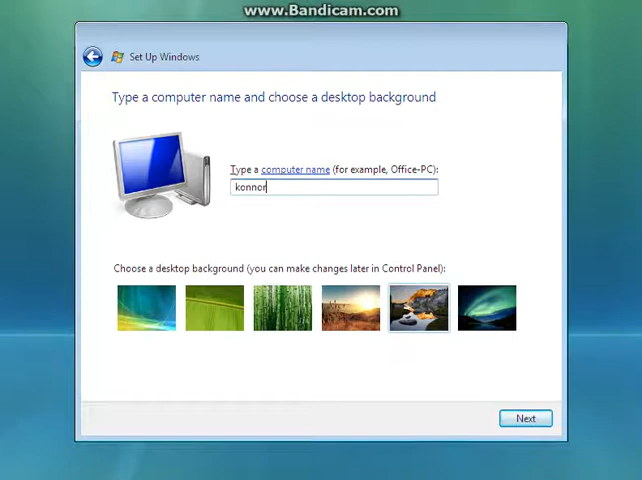 www.Bandicam.com
Set Up Windows
Type a computer name and choose a desktop background
Type a computer name (for example, Office-PC):
konnor
Choose a desktop background (you can make changes later in Control Panel):
Next